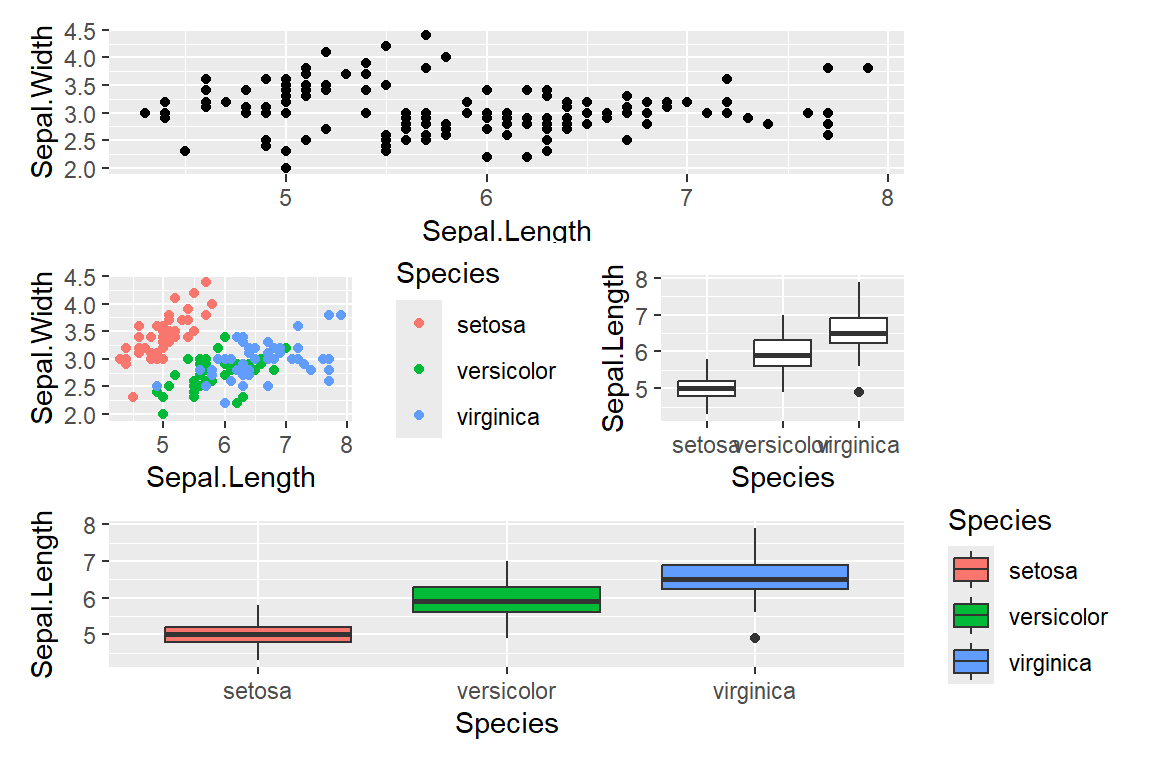 Sepal.Width
4.5
4.0
3.5
3.0
2.5
2.0
5 6 7 8
Sepal.Length
Sepal.Width
4.5
4.0
3.5
3.0
2.5
2.0
5 6 7 8
Sepal.Length
Species
setosa
versicolor
virginica
Sepal.Length
8
7
6
5
setosa versicolor virginica
Species
Sepal.Length
8
7
6
5
setosa versicolor virginica
Species
Species
setosa
versicolor
virginica